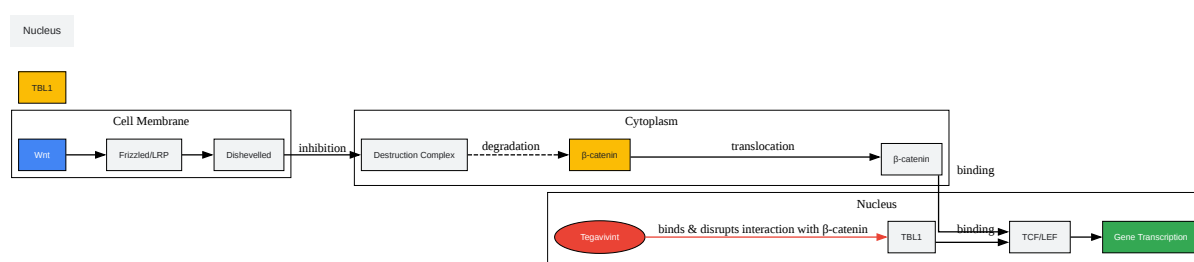 Nucleus
TBL1
Cell Membrane
Cytoplasm
Wnt
Frizzled/LRP
Dishevelled
inhibition
Destruction Complex
degradation
β-catenin
translocation
β-catenin
binding
Nucleus
Tegavivint
binds & disrupts interaction with β-catenin
TBL1
binding
TCF/LEF
Gene Transcription